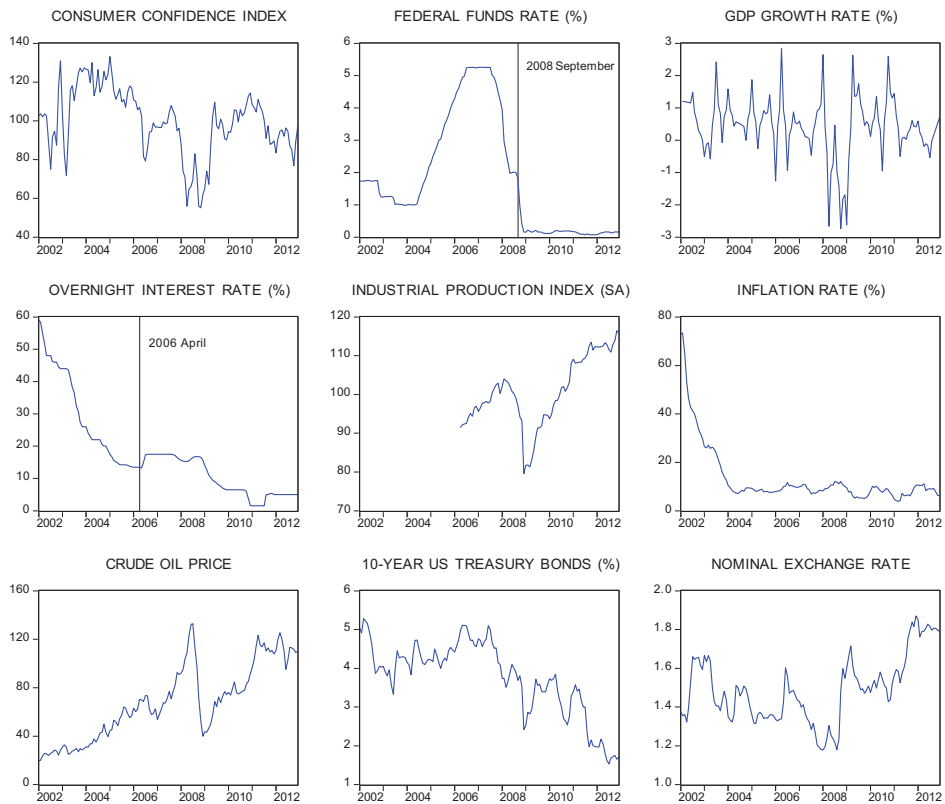 CONSUMER CONFIDENCE INDEX
140
120
100
80
60
40
2002 2004 2006 2008 2010 2012
FEDERAL FUNDS RATE (%)
6
5
4
3
2
1
0
2008 September
2002 2004 2006 2008 2010 2012
GDP GROWTH RATE (%)
3
2
1
0
-1
-2
-3
2002 2004 2006 2008 2010 2012
OVERNIGHT INTEREST RATE (%)
60
50
40
30
20
10
0
2006 April
2002 2004 2006 2008 2010 2012
INDUSTRIAL PRODUCTION INDEX (SA)
120
110
100
90
80
70
2002 2004 2006 2008 2010 2012
INFLATION RATE (%)
80
60
40
20
0
2002 2004 2006 2008 2010 2012
CRUDE OIL PRICE
160
120
80
40
0
2002 2004 2006 2008 2010 2012
10-YEAR US TREASURY BONDS (%)
6
5
4
3
2
1
2002 2004 2006 2008 2010 2012
NOMINAL EXCHANGE RATE
2.0
1.8
1.6
1.4
1.2
1.0
2002 2004 2006 2008 2010 2012